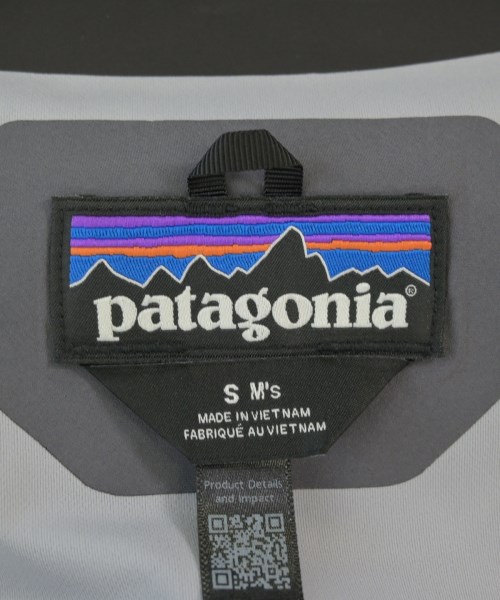 patagonia®
S M's
MADE IN VIETNAM
FABRIQUÉ AU VIETNAM
Product Details
and Impact